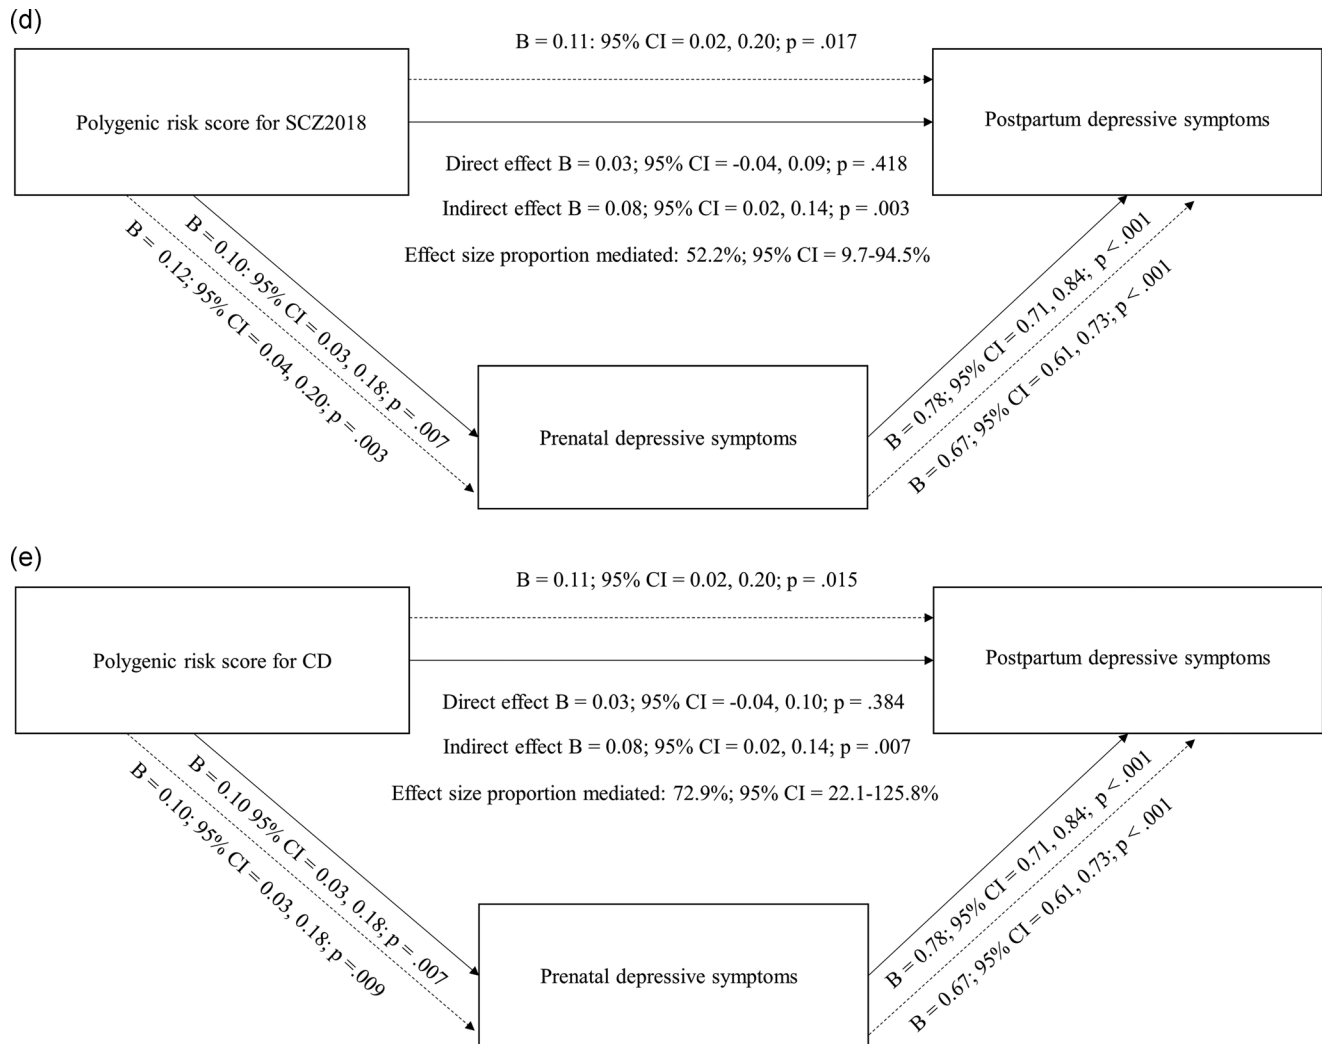 (d)
B = 0.11: 95% CI = 0.02, 0.20; p = .017
Polygenic risk score for SCZ2018
Postpartum depressive symptoms
Direct effect B = 0.03; 95% CI = -0.04, 0.09; p = .418
Indirect effect B = 0.08; 95% CI = 0.02, 0.14; p = .003
Effect size proportion mediated: 52.2%; 95% CI = 9.7-94.5%
B = 0.10: 95% CI = 0.03, 0.18; p = .007
B = 0.12; 95% CI = 0.04, 0.20; p = .003
B = 0.78; 95% CI = 0.71, 0.84; p < .001
B = 0.67; 95% CI = 0.61, 0.73; p < .001
Prenatal depressive symptoms
(e)
B = 0.11; 95% CI = 0.02, 0.20; p = .015
Polygenic risk score for CD
Postpartum depressive symptoms
Direct effect B = 0.03; 95% CI = -0.04, 0.10; p = .384
Indirect effect B = 0.08; 95% CI = 0.02, 0.14; p = .007
Effect size proportion mediated: 72.9%; 95% CI = 22.1-125.8%
B = 0.10 95% CI = 0.03, 0.18; p = .007
B = 0.10; 95% CI = 0.03, 0.18; p =.009
B = 0.78; 95% CI = 0.71, 0.84; p < .001
B = 0.67; 95% CI = 0.61, 0.73; p < .001
Prenatal depressive symptoms